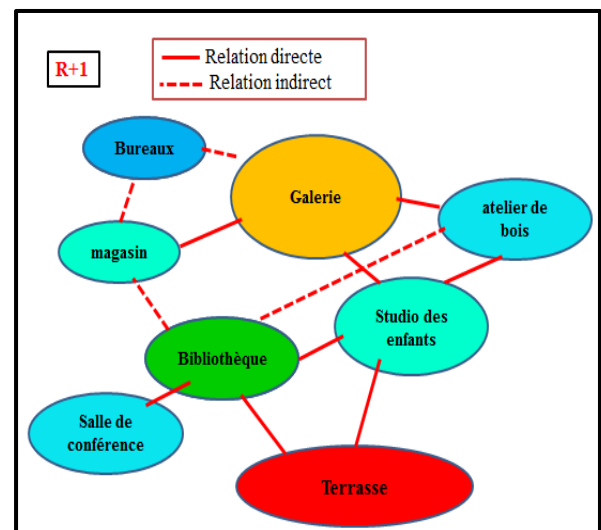 R+1
Relation directe
Relation indirect
Bureaux
Galerie
atelier de
bois
magasin
Studio des
enfants
Bibliothèque
Salle de
conférence
Terrasse